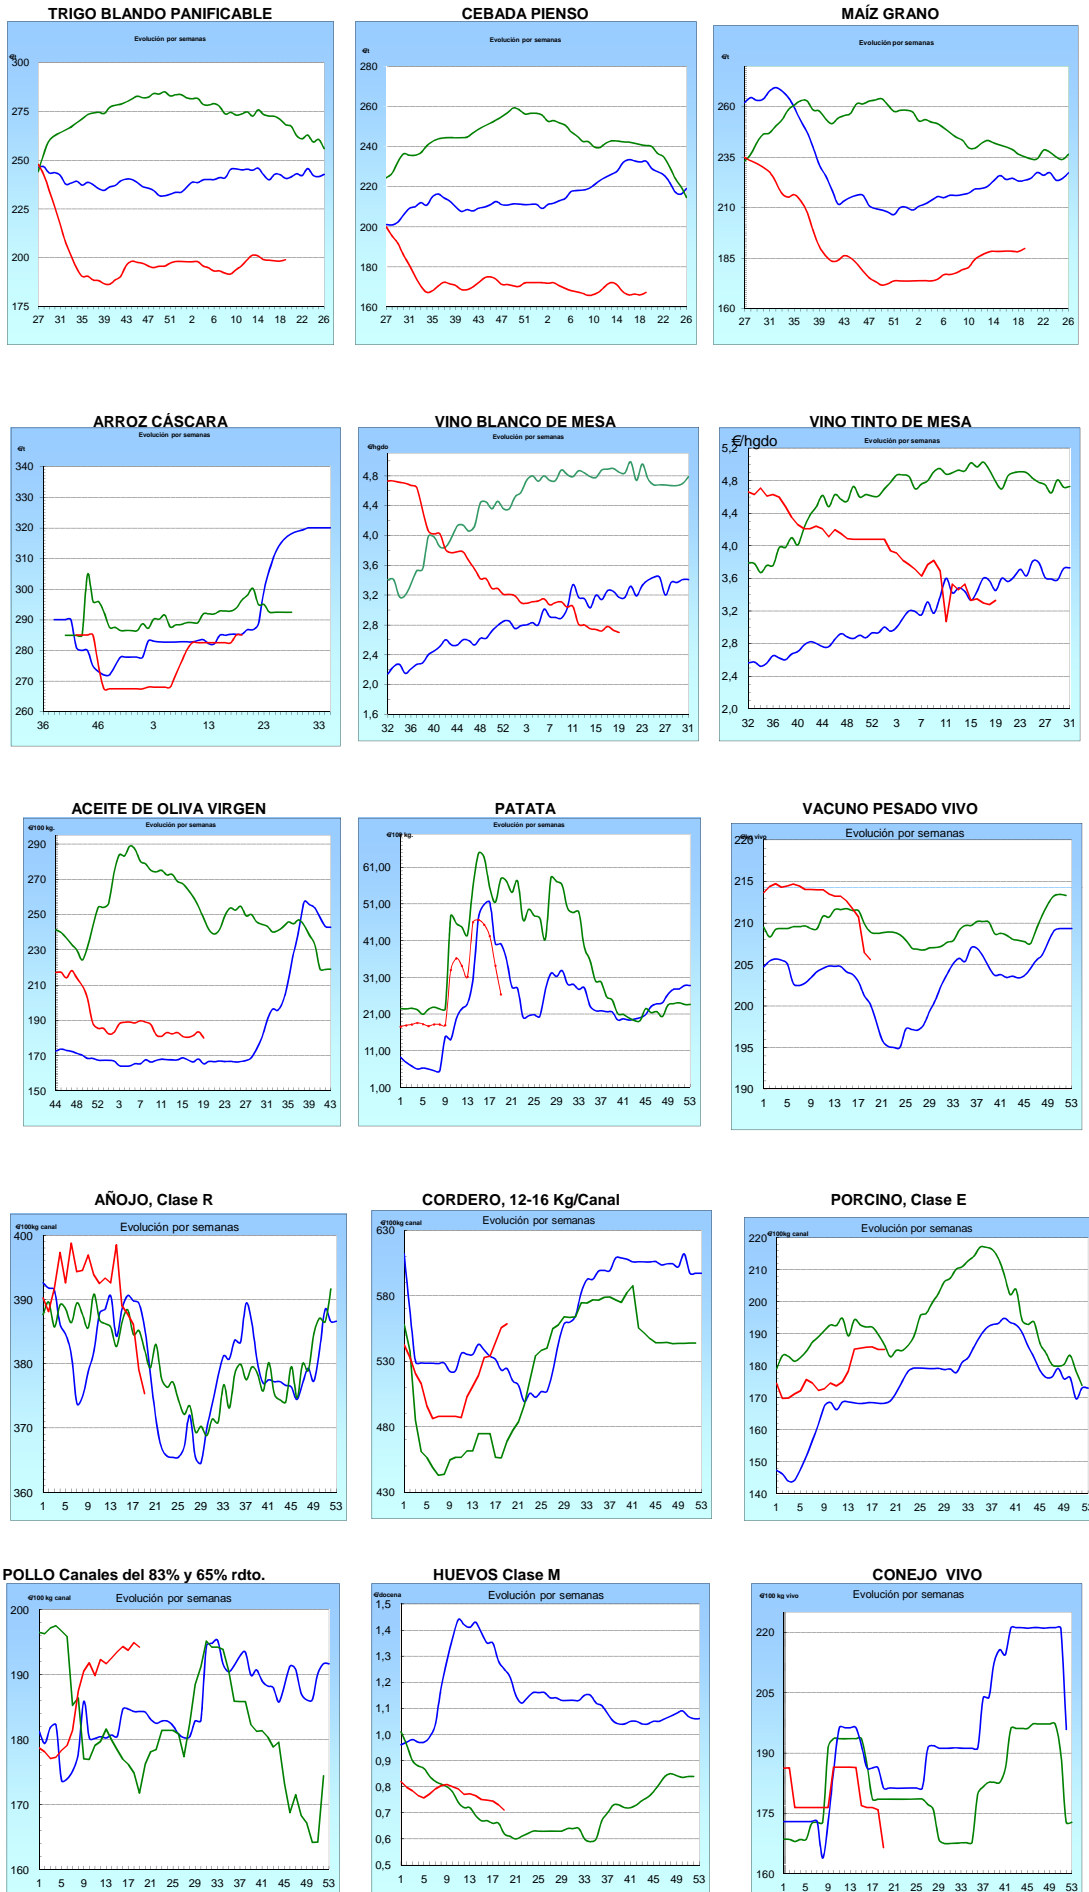 TRIGO BLANDO PANIFICABLE
Evolución por semanas
€/t
300
275
250
225
200
175
27 31 35 39 43 47 51 2 6 10 14 18 22 26
CEBADA PIENSO
Evolución por semanas
€/t
280
260
240
220
200
180
160
27 31 35 39 43 47 51 2 6 10 14 18 22 26
MAÍZ GRANO
Evolución por semanas
€/t
260
235
210
185
160
27 31 35 39 43 47 51 2 6 10 14 18 22 26
ARROZ CÁSCARA
Evolución por semanas
€/t
340
330
320
310
300
290
280
270
260
36 46 3 13 23 33
VINO BLANCO DE MESA
Evolución por semanas
€/hgdo
4,8
4,4
4,0
3,6
3,2
2,8
2,4
2,0
1,6
32 36 40 44 48 52 3 7 11 15 19 23 27 31
VINO TINTO DE MESA
Evolución por semanas
€/hgdo
5,2
4,8
4,4
4,0
3,6
3,2
2,8
2,4
2,0
32 36 40 44 48 52 3 7 11 15 19 23 27 31
ACEITE DE OLIVA VIRGEN
Evolución por semanas
€/100 kg.
290
270
250
230
210
190
170
150
44 48 52 3 7 11 15 19 23 27 31 35 39 43
PATATA
Evolución por semanas
€/100 kg.
61,00
51,00
41,00
31,00
21,00
11,00
1,00
1 5 9 13 17 21 25 29 33 37 41 45 49 53
VACUNO PESADO VIVO
Evolución por semanas
220
215
210
205
200
195
190
1 5 9 13 17 21 25 29 33 37 41 45 49 53
AÑOJO, Clase R
Evolución por semanas
€/100kg canal
400
390
380
370
360
1 5 9 13 17 21 25 29 33 37 41 45 49 53
CORDERO, 12-16 Kg/Canal
Evolución por semanas
€/100kg canal
630
580
530
480
430
1 5 9 13 17 21 25 29 33 37 41 45 49 53
PORCINO, Clase E
Evolución por semanas
€/100kg canal
220
210
200
190
180
170
160
150
140
1 5 9 13 17 21 25 29 33 37 41 45 49
POLLO Canales del 83% y 65% rdto.
Evolución por semanas
€/100 kg canal
200
190
180
170
160
1 5 9 13 17 21 25 29 33 37 41 45 49 53
HUEVOS Clase M
Evolución por semanas
€/docena
1,5
1,4
1,3
1,2
1,1
1,0
0,9
0,8
0,7
0,6
0,5
1 5 9 13 17 21 25 29 33 37 41 45 49 53
CONEJO VIVO
Evolución por semanas
€/100 kg vivo
220
205
190
175
160
1 5 9 13 17 21 25 29 33 37 41 45 49 53